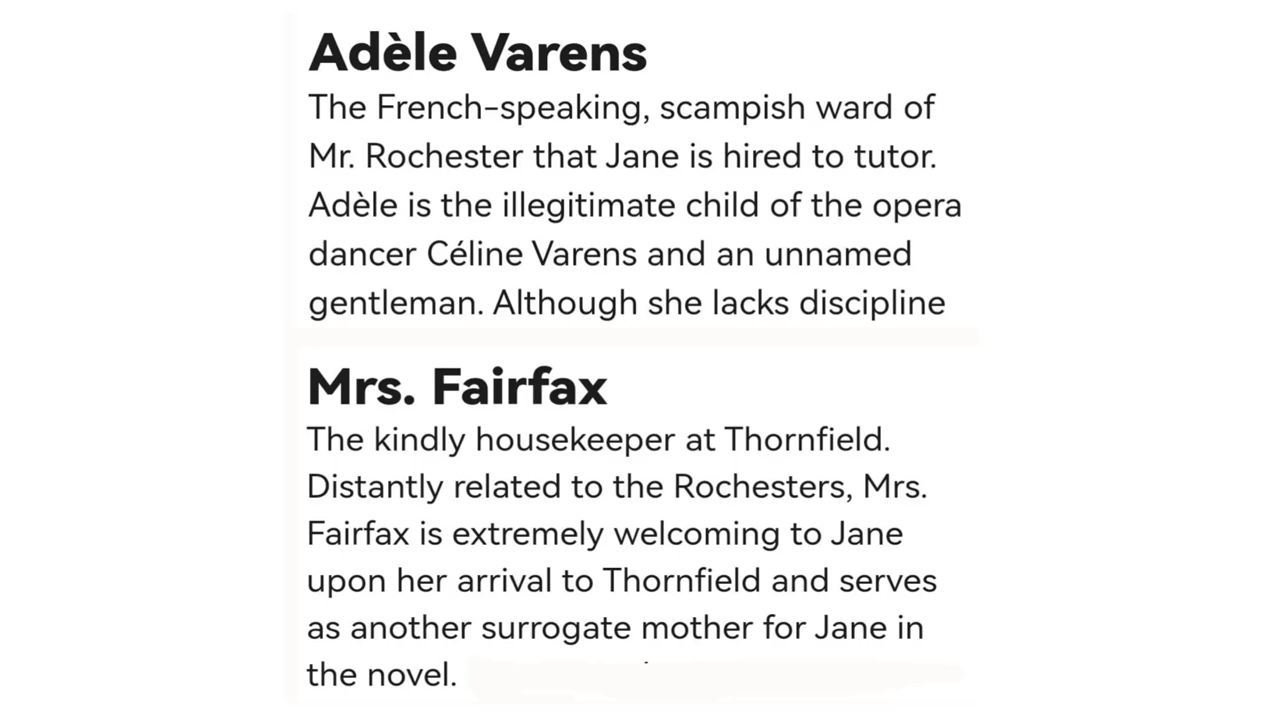 Adèle Varens
The French-speaking, scampish ward of
Mr. Rochester that Jane is hired to tutor.
Adèle is the illegitimate child of the opera
dancer Céline Varens and an unnamed
gentleman. Although she lacks discipline
Mrs. Fairfax
The kindly housekeeper at Thornfield.
Distantly related to the Rochesters, Mrs.
Fairfax is extremely welcoming to Jane
upon her arrival to Thornfield and serves
as another surrogate mother for Jane in
the novel.